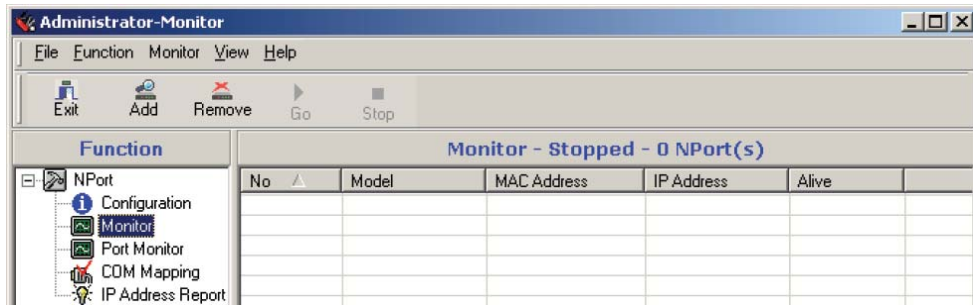 Administrator-Monitor
File Function Monitor View Help
Exit Add Remove Go Stop
Function
Monitor - Stopped - 0 NPort(s)
NPort
Configuration
Monitor
Port Monitor
COM Mapping
IP Address Report
No Model MAC Address IP Address Alive